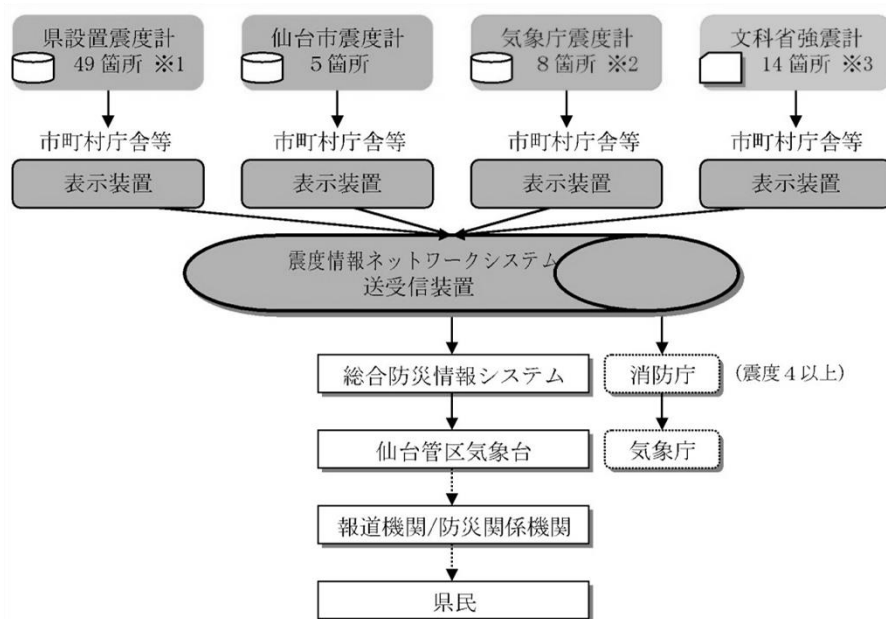 県設置震度計
49箇所 ※1
仙台市震度計
5箇所
気象庁震度計
8箇所 ※2
文科省強震計
14箇所 ※3
市町村庁舎等
市町村庁舎等
市町村庁舎等
市町村庁舎等
表示装置
表示装置
表示装置
表示装置
震度情報ネットワークシステム
送受信装置
総合防災情報システム
消防庁
(震度4以上)
仙台管区気象台
気象庁
報道機関/防災関係機関
県民